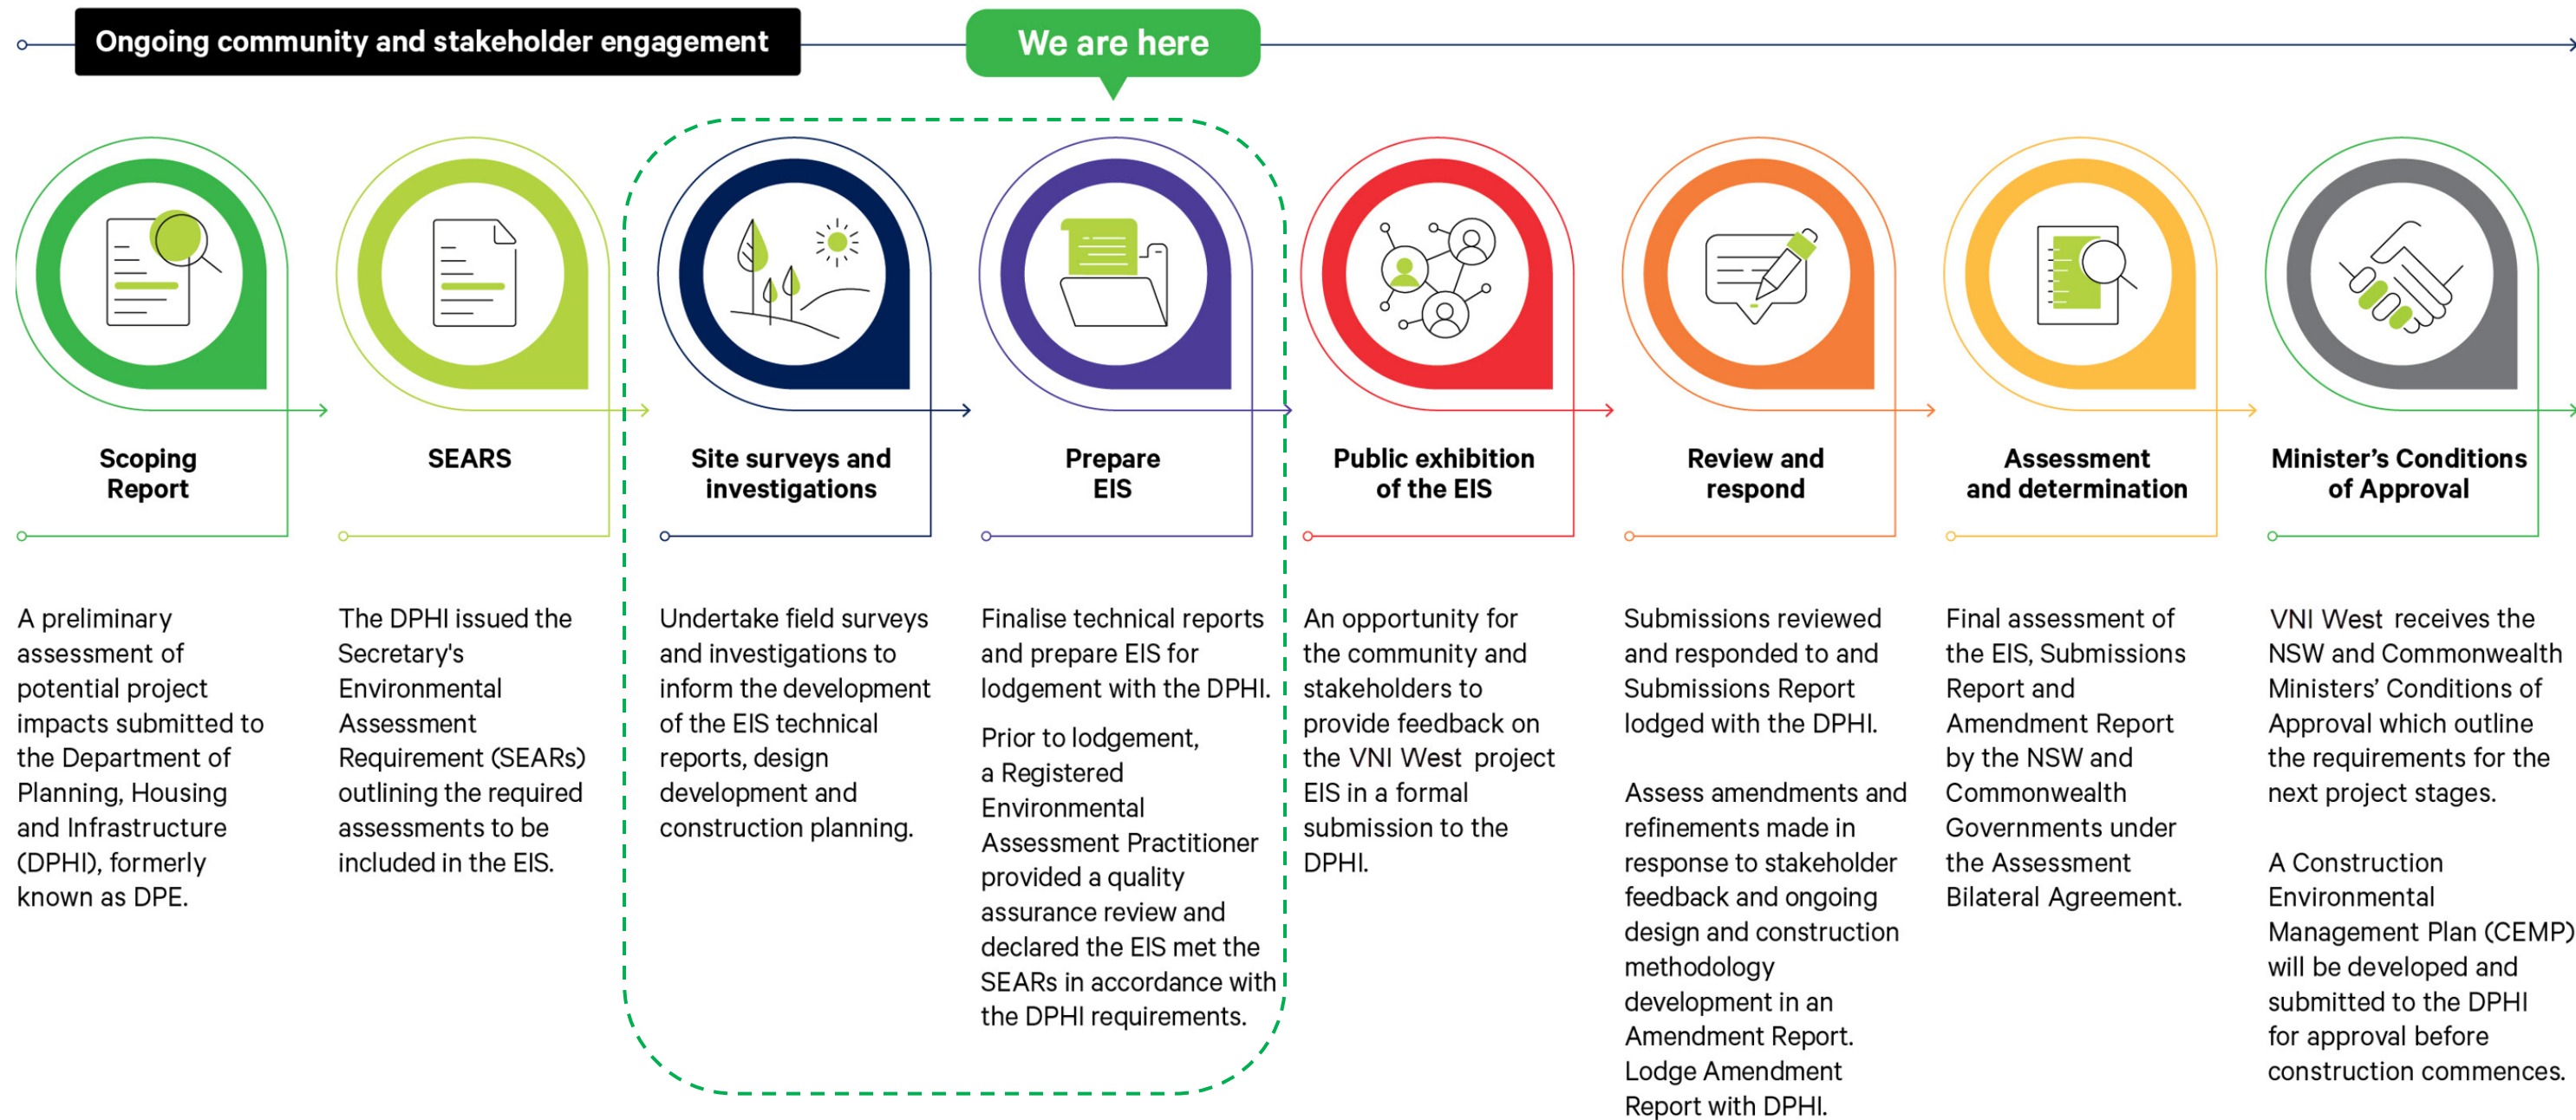 Ongoing community and stakeholder engagement
We are here
Scoping
Report
SEARS
Site surveys and
investigations
Prepare
EIS
Public exhibition
of the EIS
Review and
respond
Assessment
and determination
Minister's Conditions
of Approval
A preliminary
assessment of
potential project
impacts submitted to
the Department of
Planning, Housing
and Infrastructure
(DPHI), formerly
known as DPE.
The DPHI issued the
Secretary's
Environmental
Assessment
Requirement (SEARs)
outlining the required
assessments to be
included in the EIS.
Undertake field surveys
and investigations to
inform the development
of the EIS technical
reports, design
development and
construction planning.
Finalise technical reports
and prepare EIS for
lodgement with the DPHI.
Prior to lodgement,
a Registered
Environmental
Assessment Practitioner
provided a quality
assurance review and
declared the EIS met the
SEARs in accordance with
the DPHI requirements.
An opportunity for
the community and
stakeholders to
provide feedback on
the VNI West project
EIS in a formal
submission to the
DPHI.
Submissions reviewed
and responded to and
Submissions Report
lodged with the DPHI.
Assess amendments and
refinements made in
response to stakeholder
feedback and ongoing
design and construction
methodology
development in an
Amendment Report.
Lodge Amendment
Report with DPHI.
Final assessment of
the EIS, Submissions
Report and
Amendment Report
by the NSW and
Commonwealth
Governments under
the Assessment
Bilateral Agreement.
VNI West receives the
NSW and Commonwealth
Ministers' Conditions of
Approval which outline
the requirements for the
next project stages.
A Construction
Environmental
Management Plan (CEMP)
will be developed and
submitted to the DPHI
for approval before
construction commences.